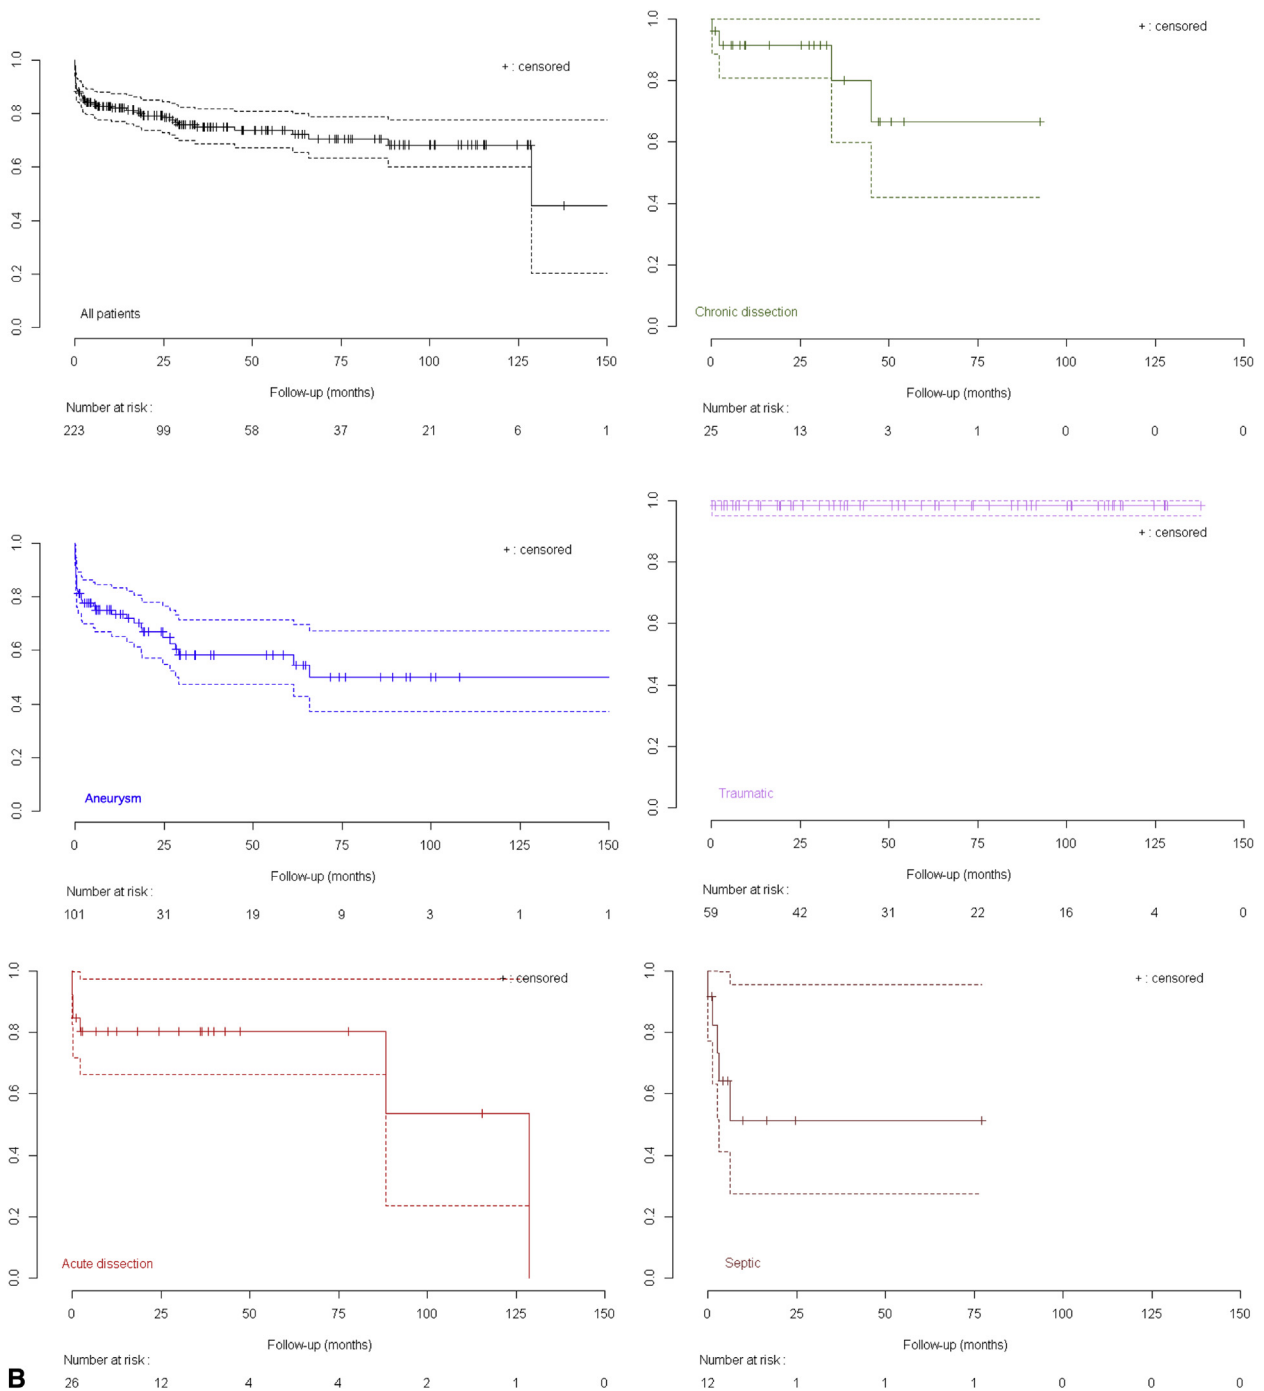 + : censored
1.0
0.8
0.6
0.4
0.2
0.0
All patients
0 25 50 75 100 125 150
Follow-up (months)
Number at risk :
223 99 58 37 21 6 1
+ : censored
1.0
0.8
0.6
0.4
0.2
0.0
Chronic dissection
0 25 50 75 100 125 150
Follow-up (months)
Number at risk :
25 13 3 1 0 0 0
+ : censored
1.0
0.8
0.6
0.4
0.2
0.0
Aneurysm
0 25 50 75 100 125 150
Follow-up (months)
Number at risk :
101 31 19 9 3 1 1
1.0
+ : censored
0.8
0.6
0.4
0.2
0.0
Traumatic
0 25 50 75 100 125 150
Follow-up (months)
Number at risk :
59 42 31 22 16 4 0
1.0
+ : censored
0.8
0.6
0.4
0.2
0.0
Acute dissection
0 25 50 75 100 125 150
Follow-up (months)
Number at risk :
26 12 4 4 2 1 0
1.0
+ : censored
0.8
0.6
0.4
0.2
0.0
Septic
0 25 50 75 100 125 150
Follow-up (months)
Number at risk :
12 1 1 1 0 0 0
B